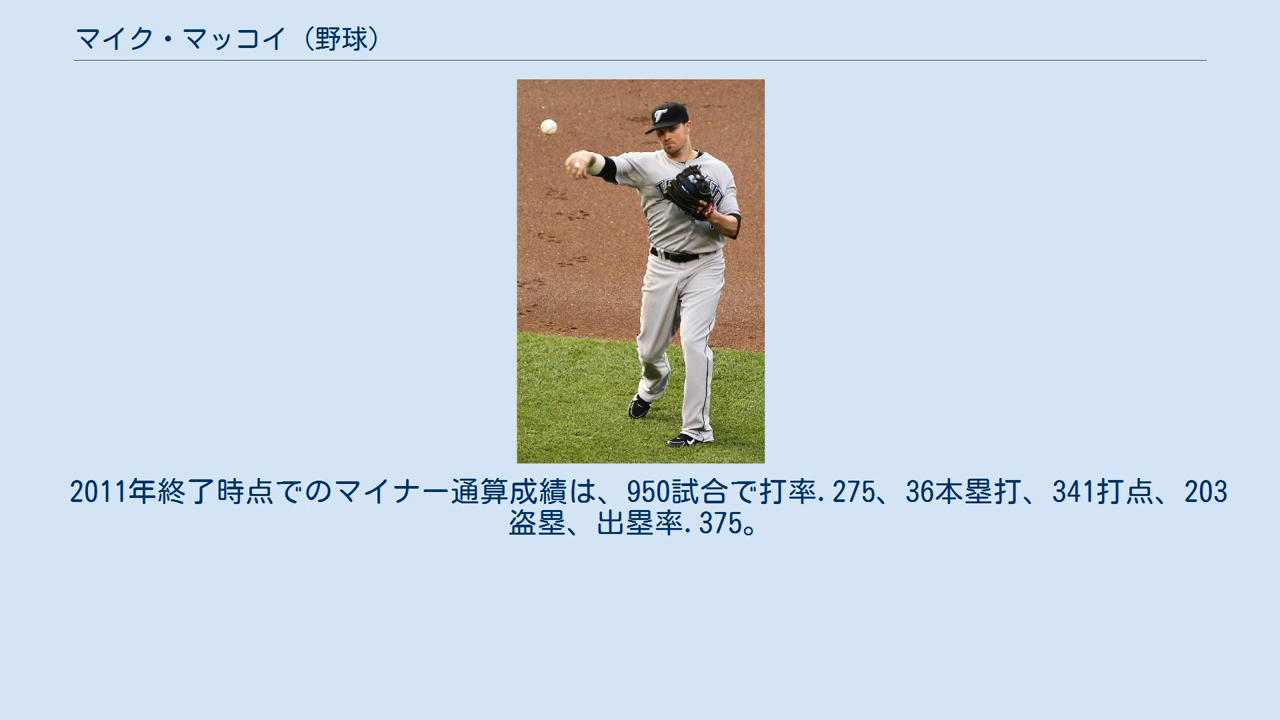 マイク・マッコイ（野球）
2011年終了時点でのマイナー通算成績は、950試合で打率.275、36本塁打、341打点、203
盗塁、出塁率.375。